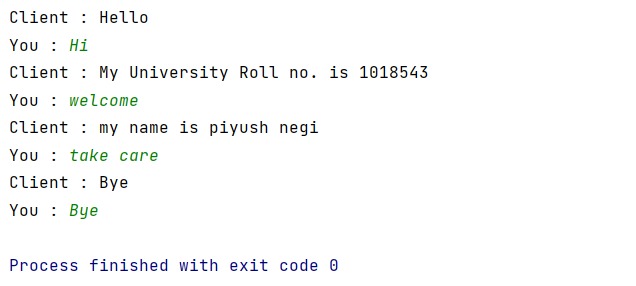 Client : Hello
You : Hi
Client : My University Roll no. is 1018543
You : welcome
Client : my name is piyush negi
You : take care
Client : Bye
You : Bye
Process finished with exit code 0